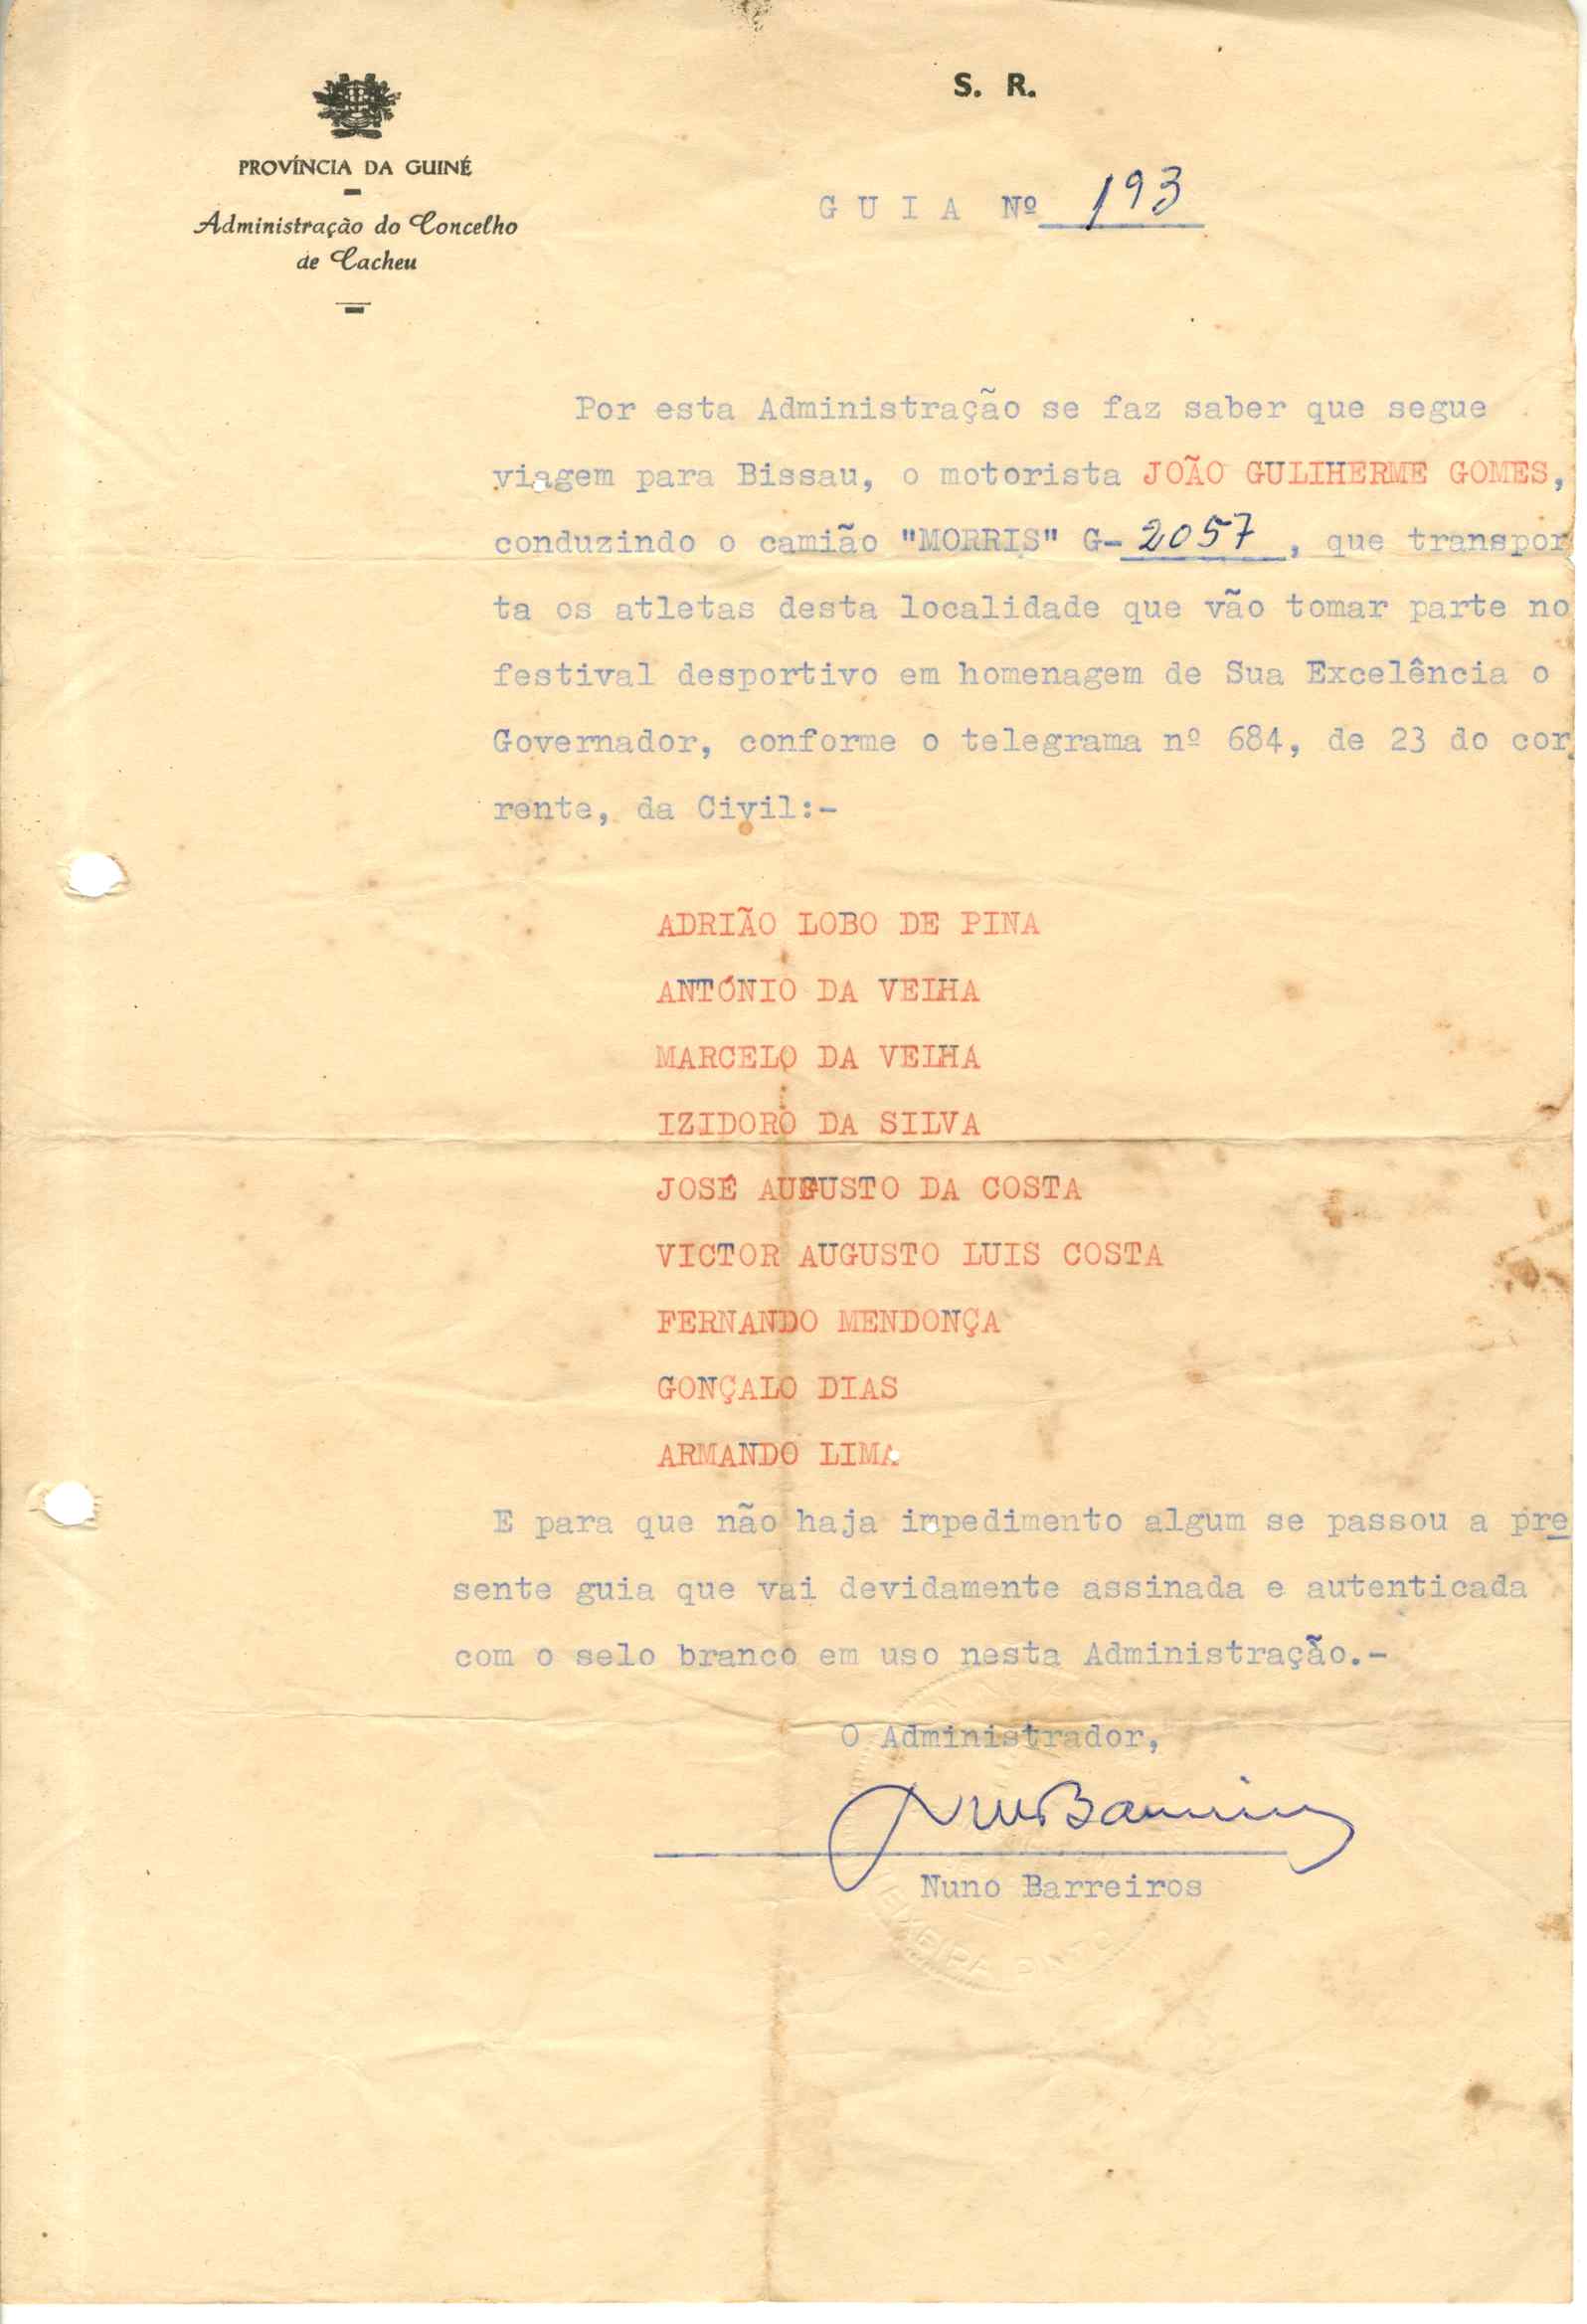 S. R.
PROVÍNCIA DA GUINÉ
Administração do Concelho
de Cacheu
GUIA Nº 193
Por esta Administração se faz saber que segue
viagem para Bissau, o motorista JOÃO GULIHERME GOMES,
conduzindo o camião "MORRIS" G-2057, que transpor
ta os atletas desta localidade que vão tomar parte no
festival desportivo em homenagem de Sua Excelência o
Governador, conforme o telegrama nº 684, de 23 do cor
rente, da Civil:-
ADRIÃO LOBO DE PINA
ANTÓNIO DA VEIHA
MARCELO DA VEIHA
IZIDORO DA SILVA
JOSÉ AUGUSTO DA COSTA
VICTOR AUGUSTO LUIS COSTA
FERNANDO MENDONÇA
GONÇALO DIAS
ARMANDO LIMA
E para que não haja impedimento algum se passou a pre
sente guia que vai devidamente assinada e autenticada
com o selo branco em uso nesta Administração.-
O Administrador,
Nuno Barreiros
TEIXEIRA PINTO